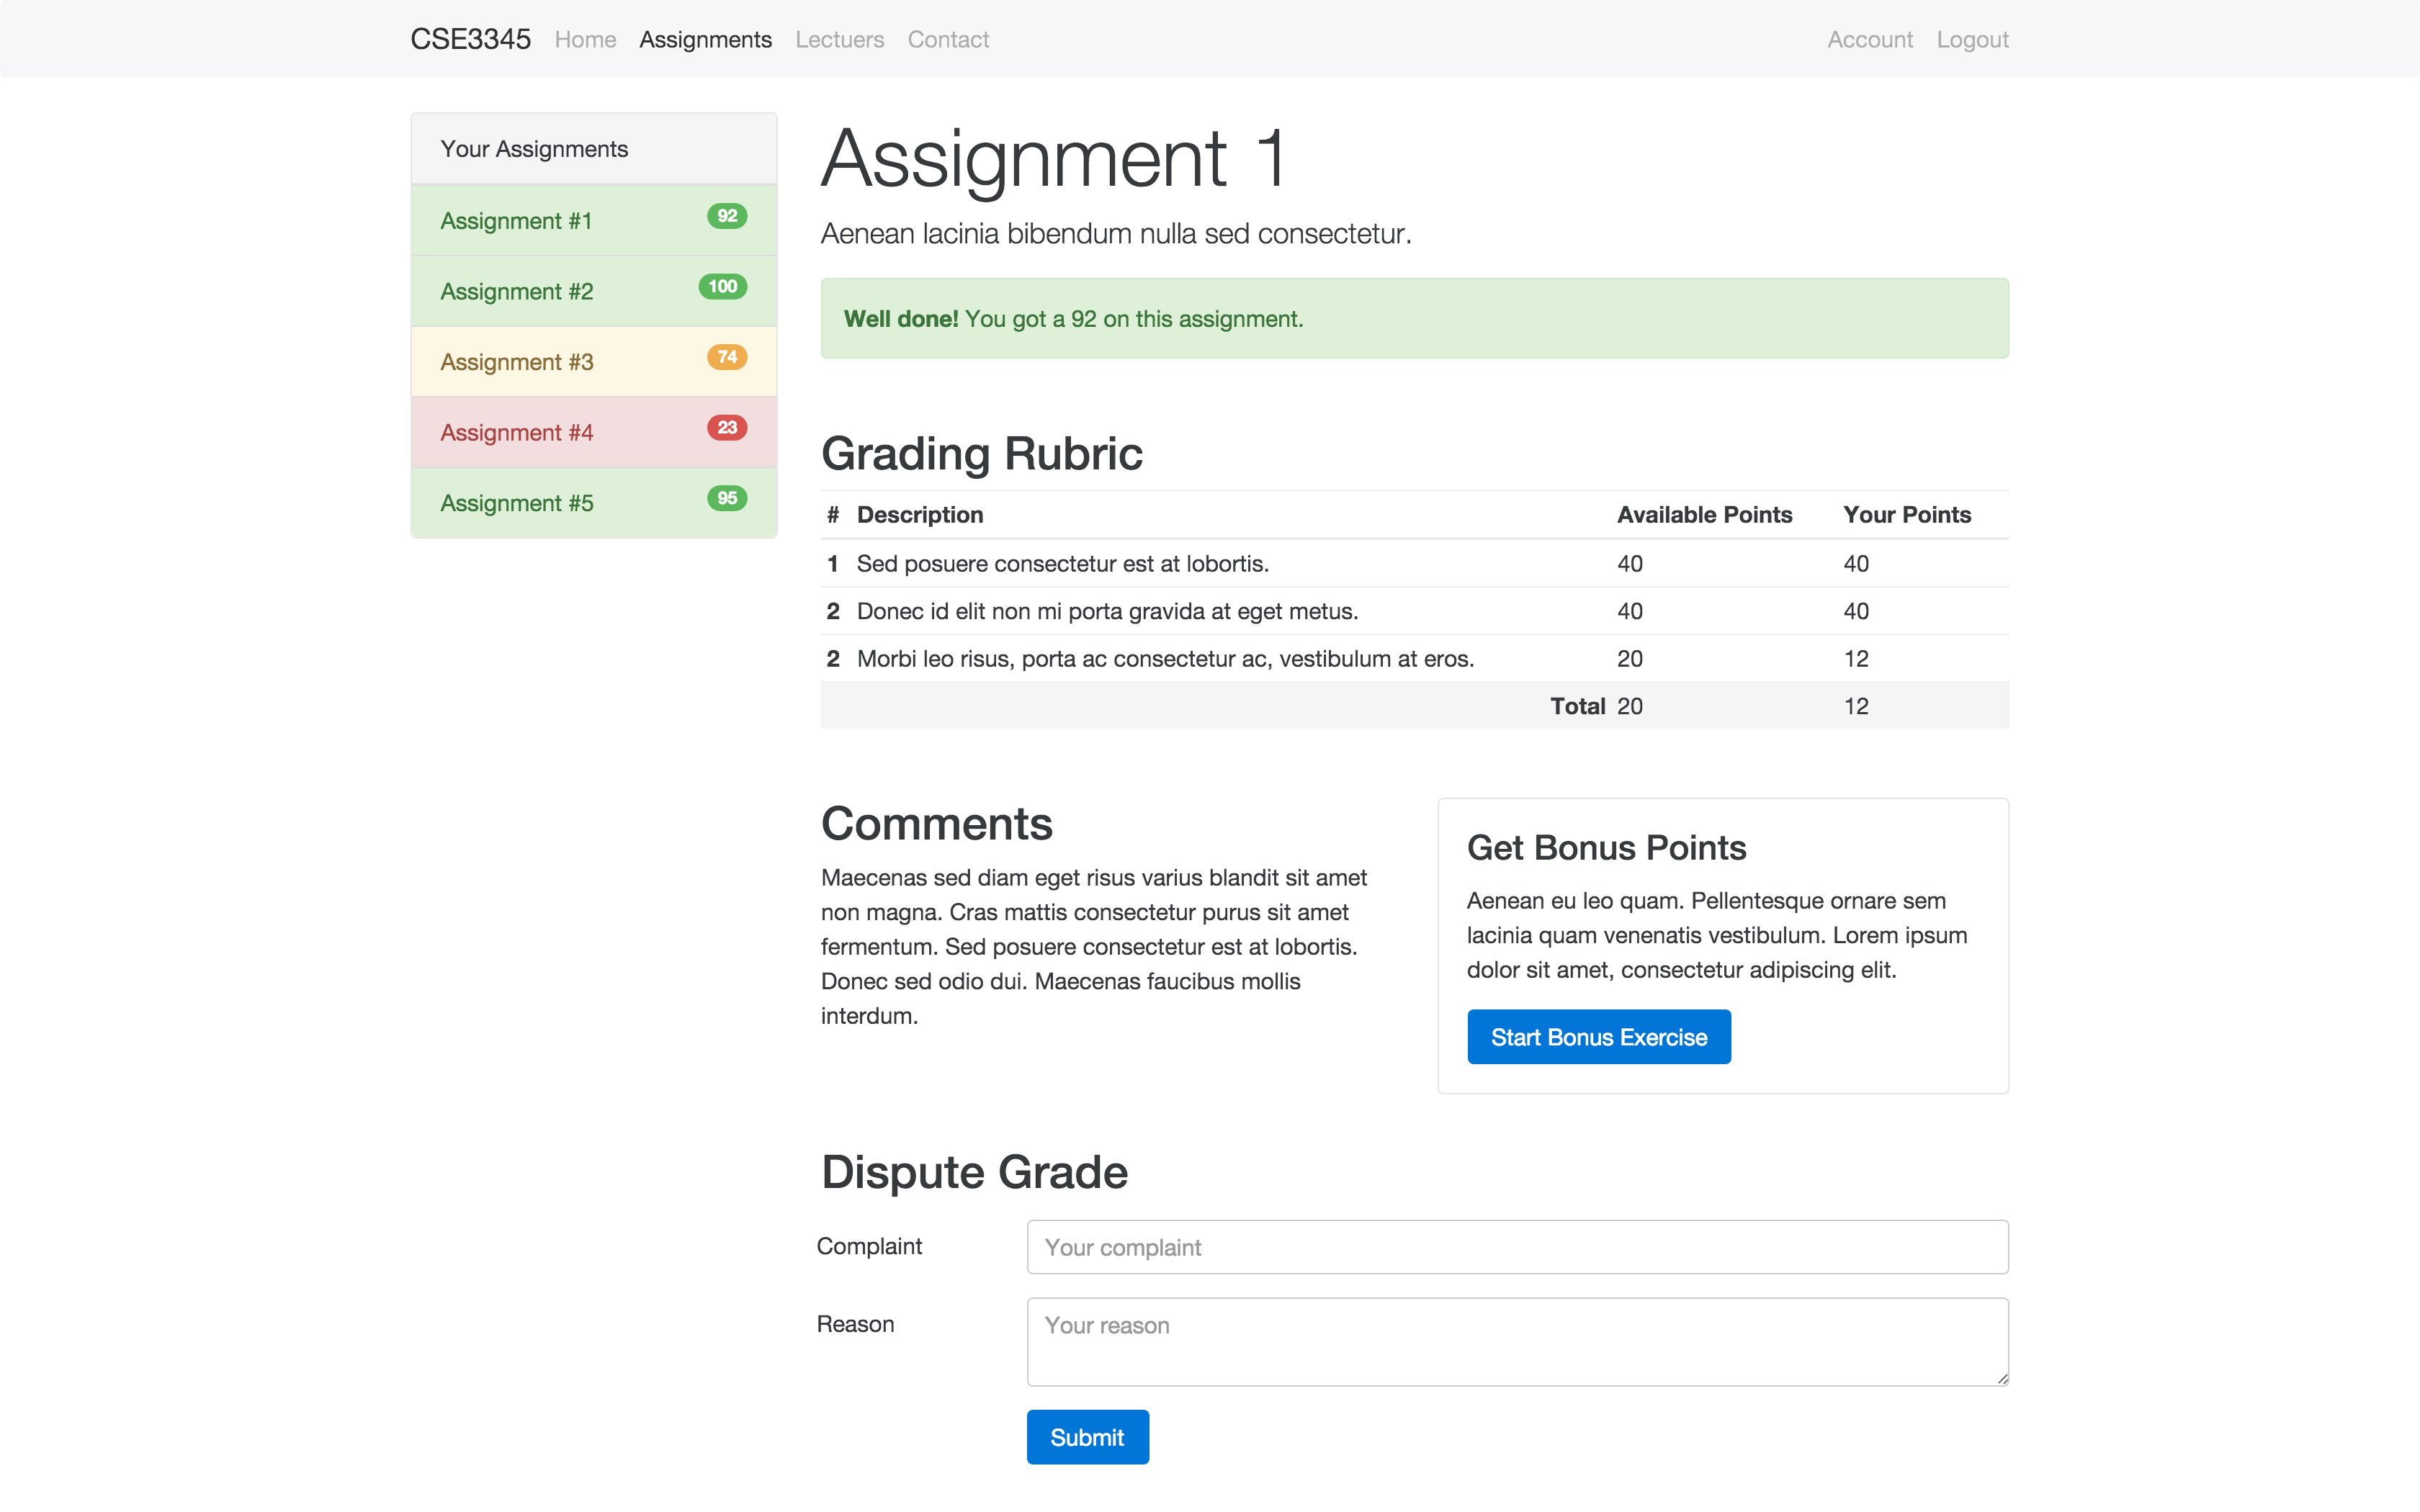 CSE3345 Home Assignments Lectuers Contact Account Logout
Your Assignments
Assignment #1 92
Assignment #2 100
Assignment #3 74
Assignment #4 23
Assignment #5 95
Assignment 1
Aenean lacinia bibendum nulla sed consectetur.
Well done! You got a 92 on this assignment.
Grading Rubric
# Description Available Points Your Points
1 Sed posuere consectetur est at lobortis. 40 40
2 Donec id elit non mi porta gravida at eget metus. 40 40
2 Morbi leo risus, porta ac consectetur ac, vestibulum at eros. 20 12
Total 20 12
Comments
Maecenas sed diam eget risus varius blandit sit amet
non magna. Cras mattis consectetur purus sit amet
fermentum. Sed posuere consectetur est at lobortis.
Donec sed odio dui. Maecenas faucibus mollis
interdum.
Get Bonus Points
Aenean eu leo quam. Pellentesque ornare sem
lacinia quam venenatis vestibulum. Lorem ipsum
dolor sit amet, consectetur adipiscing elit.
Start Bonus Exercise
Dispute Grade
Complaint Your complaint
Reason Your reason
Submit